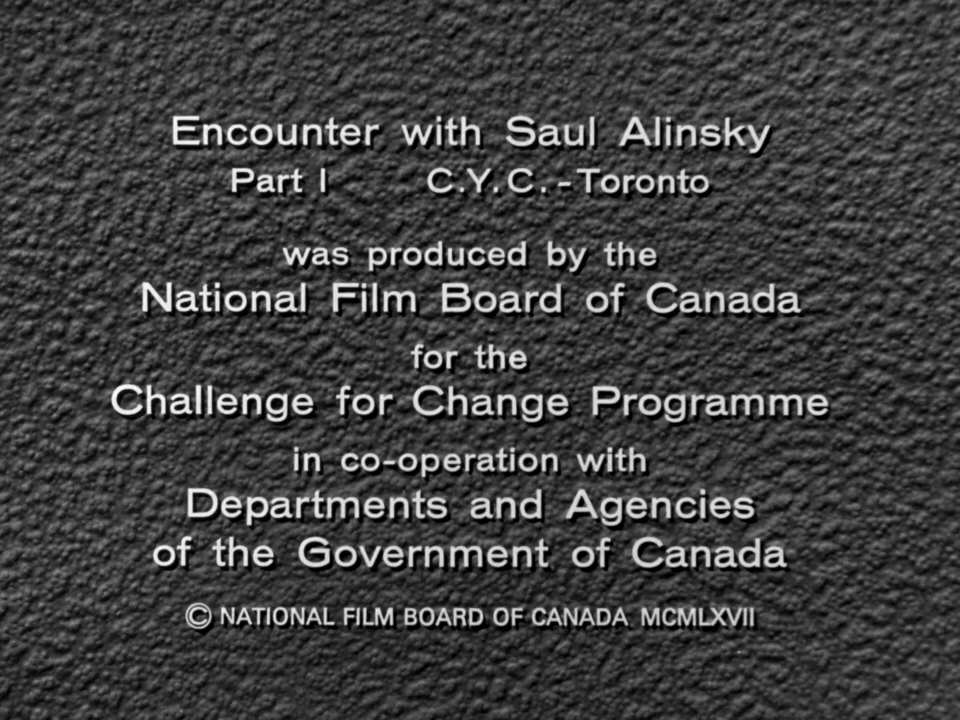 Encounter with Saul Alinsky
Part I C.Y.C.-Toronto
was produced by the
National Film Board of Canada
for the
Challenge for Change Programme
in co-operation with
Departments and Agencies
of the Government of Canada
© NATIONAL FILM BOARD OF CANADA MCMLXVII